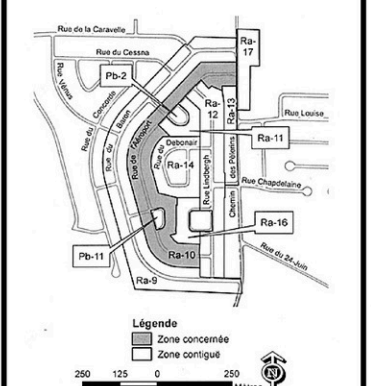 Rue de la Caravelle
Rue du Cessna
Ra-17
Pb-2
Rue Vénus
Rue du Concorde
Rue du Baron
Rue de l'Aéroport
Ra-12
Ra-13
Rue Louise
Ra-11
Debonair
Rue du
Ra-14
Rue Lindbergh
Chemin des Pèlerins
Rue Chapdelaine
Ra-16
Pb-11
Ra-10
Rue du 24-Juin
Ra-9
Légende
Zone concernée
Zone contiguë
250 125 0 250
Mètres
N